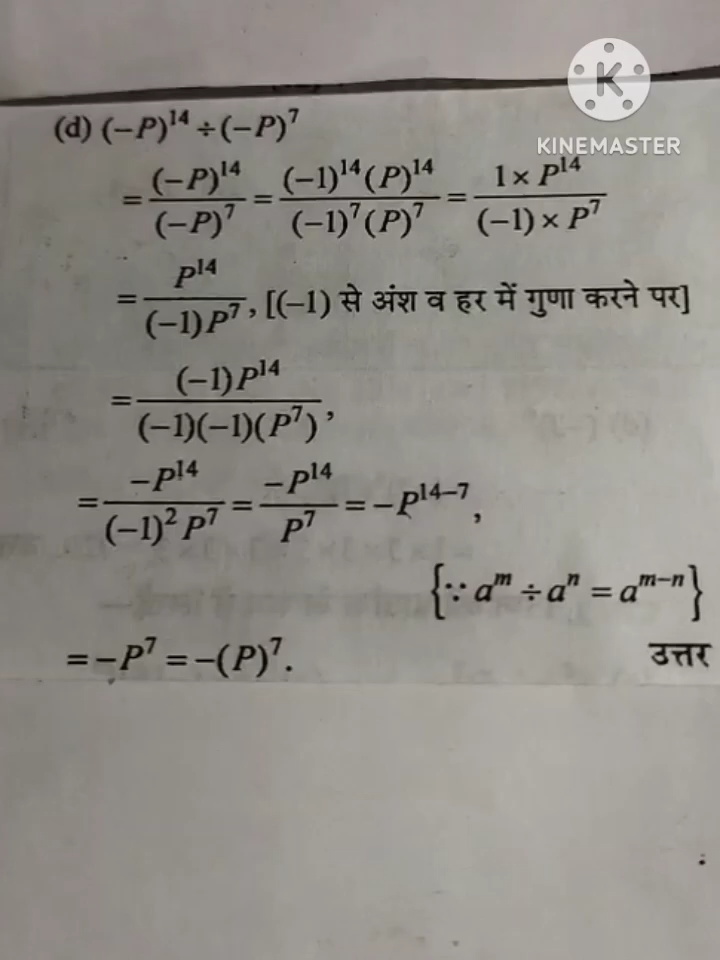 K
KINEMASTER
(d) (−P)¹⁴ ÷ (−P)⁷
= (−P)¹⁴/(−P)⁷ = (−1)¹⁴(P)¹⁴/(−1)⁷(P)⁷ = 1 × P¹⁴/(−1) × P⁷
= P¹⁴/(−1)P⁷, [(−1) से अंश व हर में गुणा करने पर]
= (−1)P¹⁴/(−1)(−1)(P⁷),
= −P¹⁴/(−1)² P⁷ = −P¹⁴/P⁷ = −P¹⁴⁻⁷,
{∵ aᵐ ÷ aⁿ = aᵐ⁻ⁿ}
= −P⁷ = −(P)⁷. उत्तर